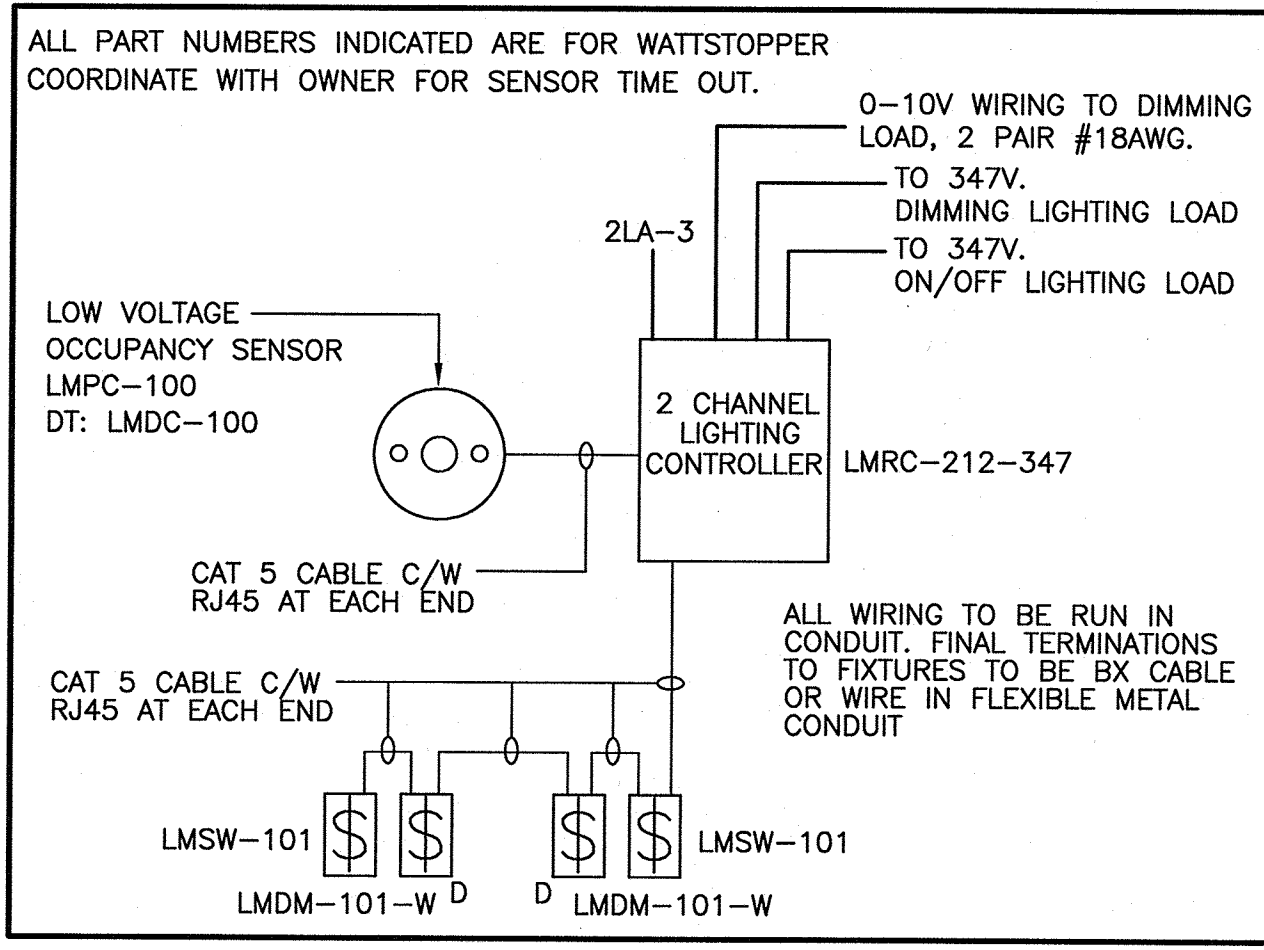 ALL PART NUMBERS INDICATED ARE FOR WATTSTOPPER
COORDINATE WITH OWNER FOR SENSOR TIME OUT.
0-10V WIRING TO DIMMING
LOAD, 2 PAIR #18AWG.
TO 347V.
DIMMING LIGHTING LOAD
2LA-3
TO 347V.
ON/OFF LIGHTING LOAD
LOW VOLTAGE
OCCUPANCY SENSOR
LMPC-100
DT: LMDC-100
2 CHANNEL
LIGHTING
CONTROLLER
LMRC-212-347
CAT 5 CABLE C/W
RJ45 AT EACH END
ALL WIRING TO BE RUN IN
CONDUIT. FINAL TERMINATIONS
TO FIXTURES TO BE BX CABLE
OR WIRE IN FLEXIBLE METAL
CONDUIT
CAT 5 CABLE C/W
RJ45 AT EACH END
LMSW-101
$
$
$
$
LMSW-101
LMDM-101-W
D
D
LMDM-101-W